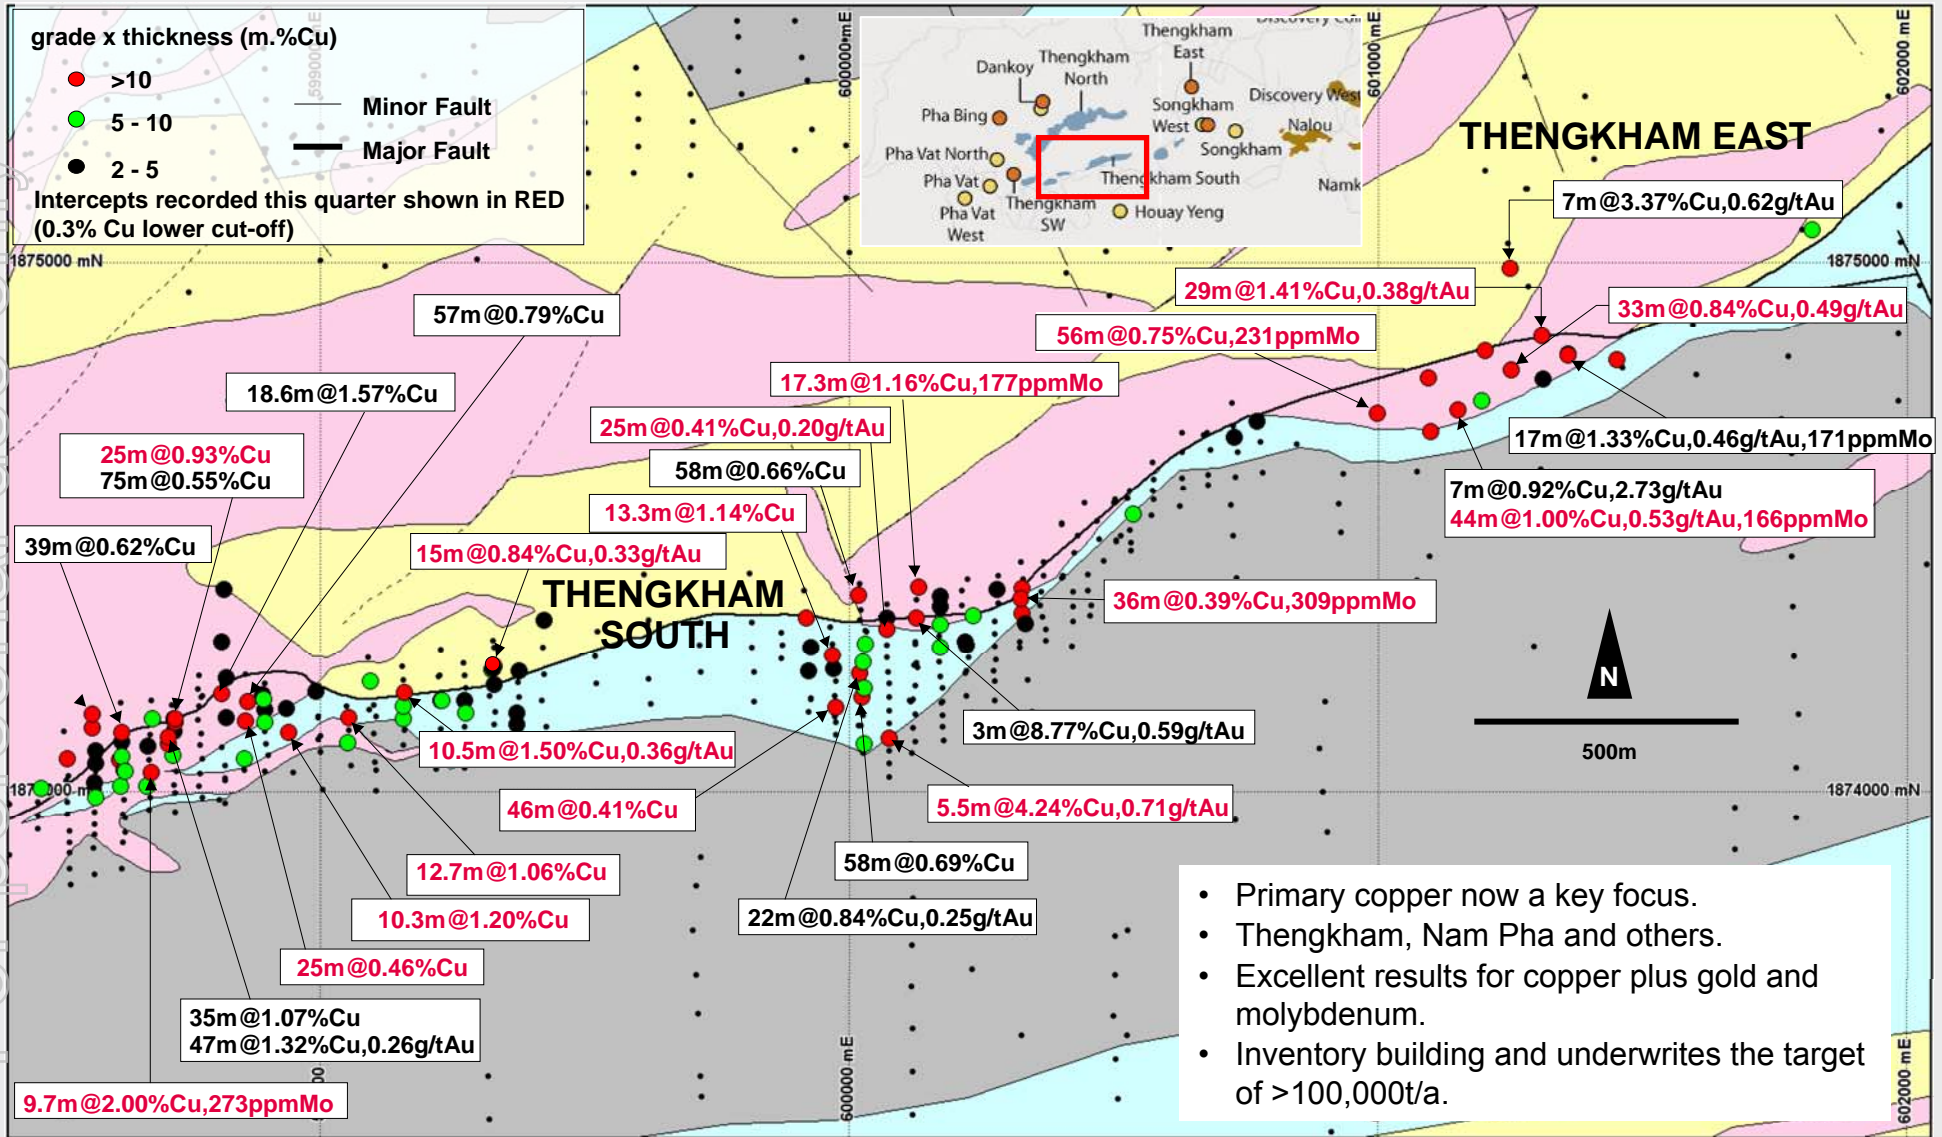 grade x thickness (m.%Cu)
>10
5 - 10
2 - 5
Minor Fault
Major Fault
Intercepts recorded this quarter shown in RED
(0.3% Cu lower cut-off)
600000 mE
601000 mE
602000 mE
Thengkham
East
Dankoy
Thengkham
North
Pha Bing
Songkham
West
Discovery West
Nalou
Pha Vat North
Songkham
Pha Vat
Thengkham South
Pha Vat
West
Thengkham
SW
Houay Yeng
THENGKHAM EAST
7m@3.37%Cu,0.62g/tAu
1875000 mN
1875000 mN
29m@1.41%Cu,0.38g/tAu
33m@0.84%Cu,0.49g/tAu
57m@0.79%Cu
56m@0.75%Cu,231ppmMo
17.3m@1.16%Cu,177ppmMo
18.6m@1.57%Cu
25m@0.41%Cu,0.20g/tAu
17m@1.33%Cu,0.46g/tAu,171ppmMo
25m@0.93%Cu
75m@0.55%Cu
58m@0.66%Cu
7m@0.92%Cu,2.73g/tAu
44m@1.00%Cu,0.53g/tAu,166ppmMo
13.3m@1.14%Cu
39m@0.62%Cu
15m@0.84%Cu,0.33g/tAu
THENGKHAM
SOUTH
36m@0.39%Cu,309ppmMo
N
500m
3m@8.77%Cu,0.59g/tAu
10.5m@1.50%Cu,0.36g/tAu
1874000 mN
46m@0.41%Cu
5.5m@4.24%Cu,0.71g/tAu
58m@0.69%Cu
12.7m@1.06%Cu
22m@0.84%Cu,0.25g/tAu
10.3m@1.20%Cu
25m@0.46%Cu
35m@1.07%Cu
47m@1.32%Cu,0.26g/tAu
9.7m@2.00%Cu,273ppmMo
600000 mE
602000 mE
• Primary copper now a key focus.
• Thengkham, Nam Pha and others.
• Excellent results for copper plus gold and
molybdenum.
• Inventory building and underwrites the target
of >100,000t/a.